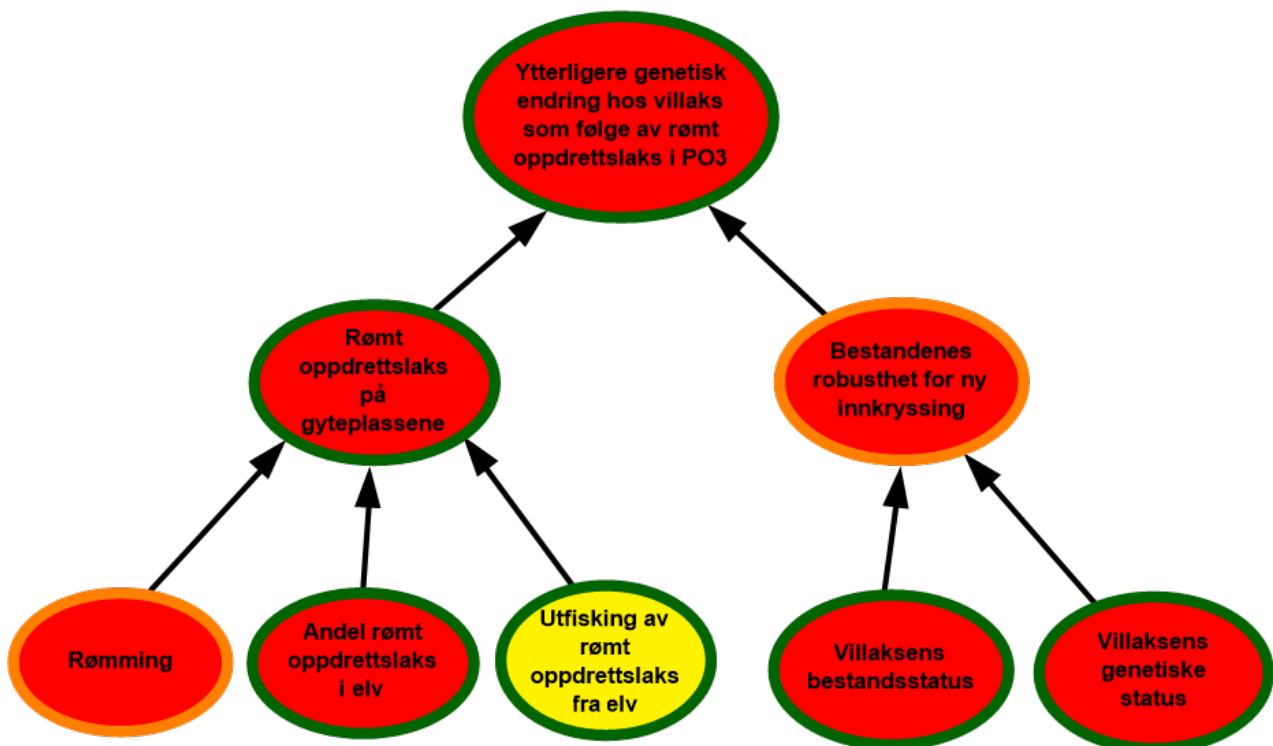 Ytterligere genetisk
endring hos villaks
som følge av rømt
oppdrettslaks i PO3
Rømt
oppdrettslaks
på
gyteplassene
Bestandenes
robusthet for ny
innkryssing
Rømming
Andel rømt
oppdrettslaks
i elv
Utfisking av
rømt
oppdrettslaks
fra elv
Villaksens
bestandsstatus
Villaksens
genetiske
status